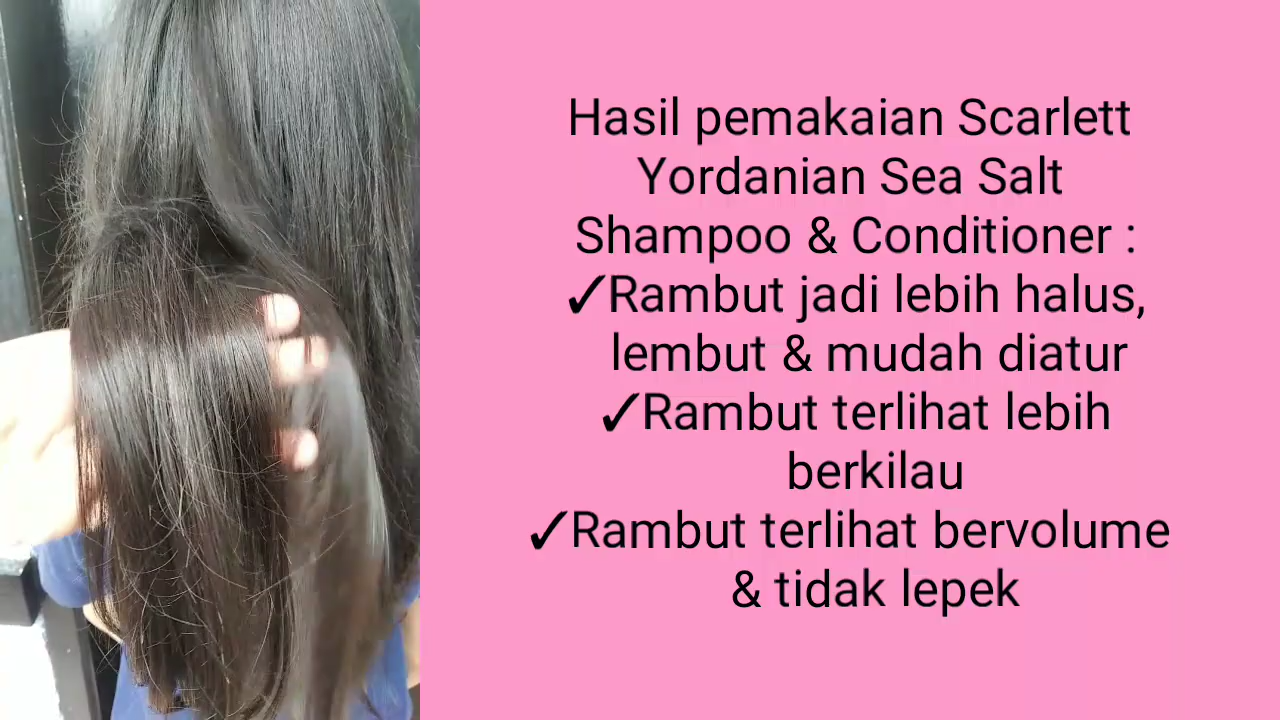 Hasil pemakaian Scarlett
Yordanian Sea Salt
Shampoo & Conditioner :
✓Rambut jadi lebih halus,
lembut & mudah diatur
✓Rambut terlihat lebih
berkilau
✓Rambut terlihat bervolume
& tidak lepek